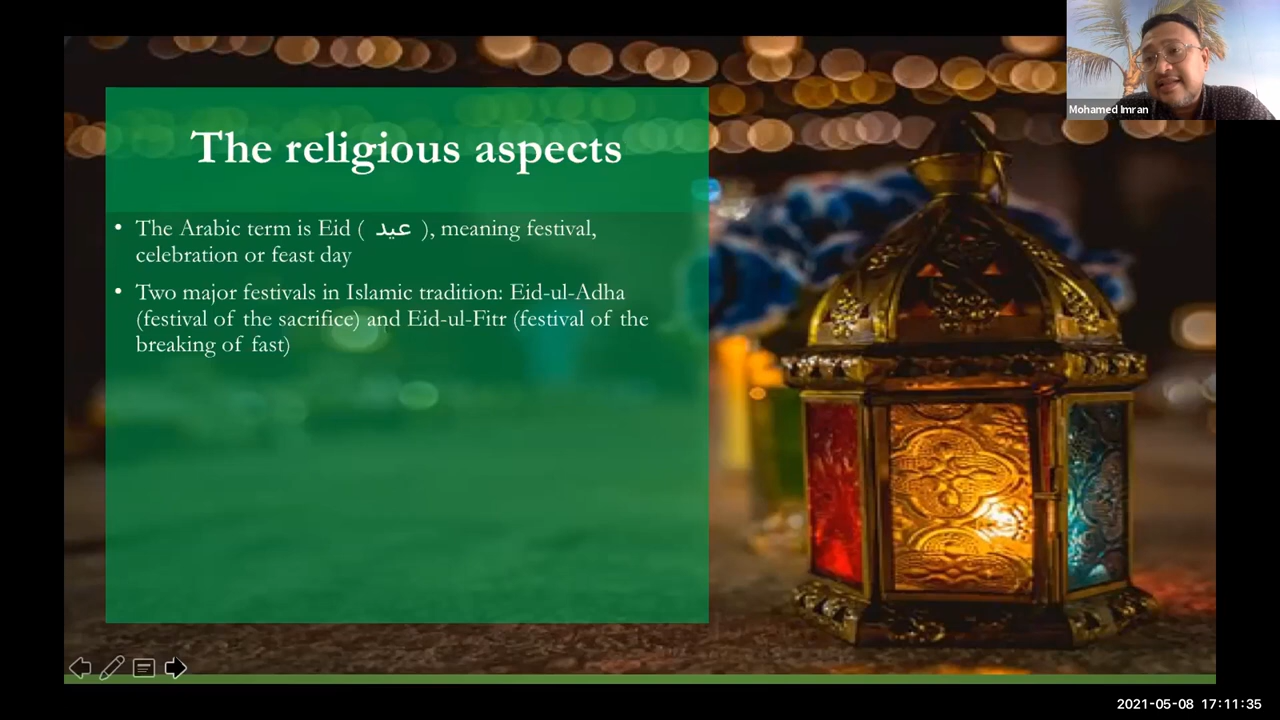 Mohamed Imran
The religious aspects
• The Arabic term is Eid ( عيد ), meaning festival,
celebration or feast day
• Two major festivals in Islamic tradition: Eid-ul-Adha
(festival of the sacrifice) and Eid-ul-Fitr (festival of the
breaking of fast)
2021-05-08 17:11:35